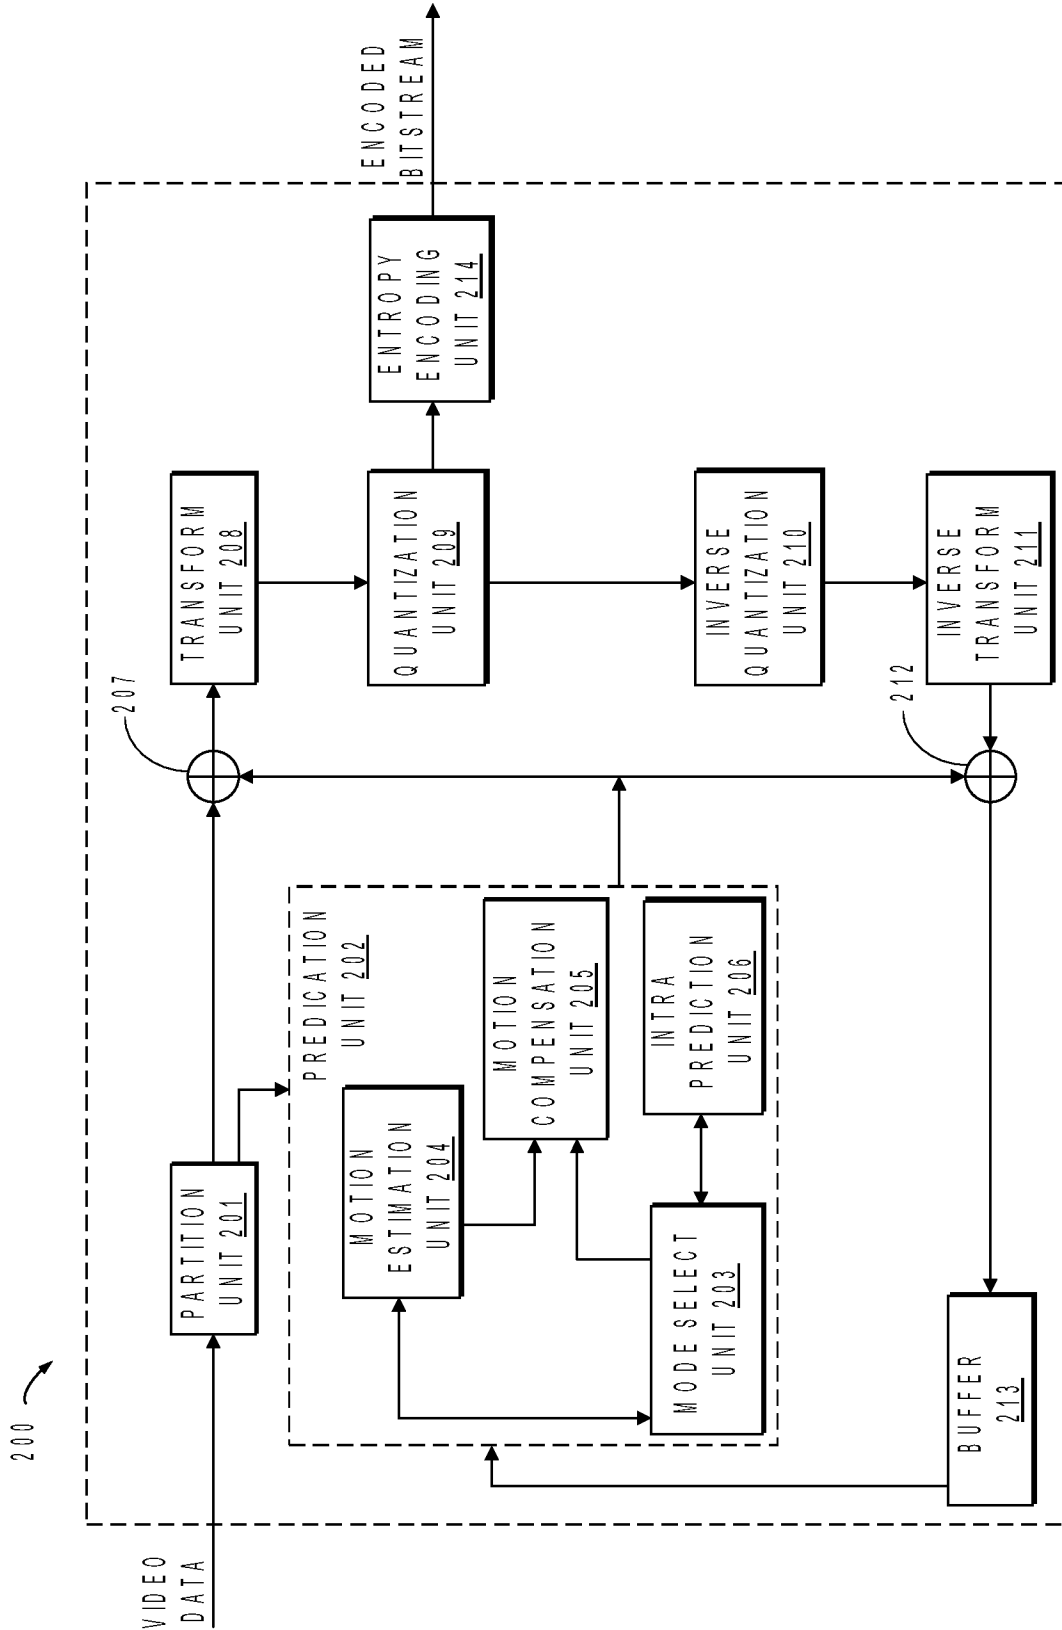 200
VIDEO
DATA
PARTITION
UNIT 201
207
TRANSFORM
UNIT 208
PREDICATION
UNIT 202
MOTION
ESTIMATION
UNIT 204
MOTION
COMPENSATION
UNIT 205
MODE SELECT
UNIT 203
INTRA
PREDICTION
UNIT 206
QUANTIZATION
UNIT 209
ENTROPY
ENCODING
UNIT 214
ENCODED
BITSTREAM
INVERSE
QUANTIZATION
UNIT 210
212
INVERSE
TRANSFORM
UNIT 211
BUFFER
213